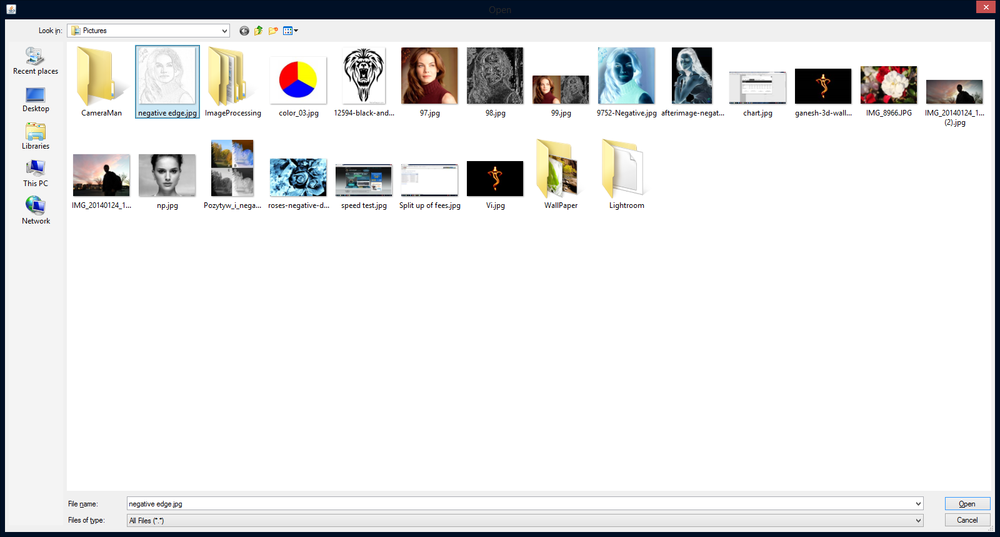 Open
Look in:
Pictures
Recent places
Desktop
Libraries
This PC
Network
CameraMan
negative edge.jpg
ImageProcessing
color_03.jpg
12594-black-and...
97.jpg
98.jpg
99.jpg
9752-Negative.jpg
afterimage-negat...
chart.jpg
ganesh-3d-wall...
IMG_8966.JPG
IMG_20140124_1...
(2).jpg
IMG_20140124_1...
np.jpg
Pozytyw_i_nega...
roses-negative-d...
speed test.jpg
Split up of fees.jpg
Vi.jpg
WallPaper
Lightroom
File name:
negative edge.jpg
Open
Files of type:
All Files (*.*)
Cancel